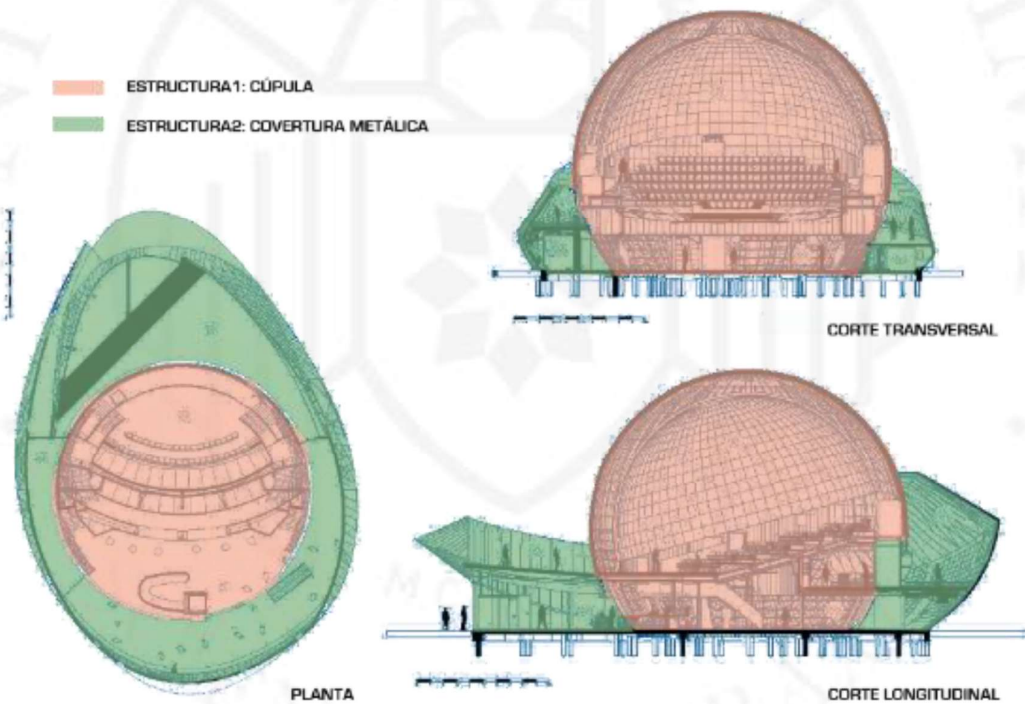 ESTRUCTURA1: CÚPULA
ESTRUCTURA2: COVERTURA METÁLICA
CORTE TRANSVERSAL
PLANTA
CORTE LONGITUDINAL